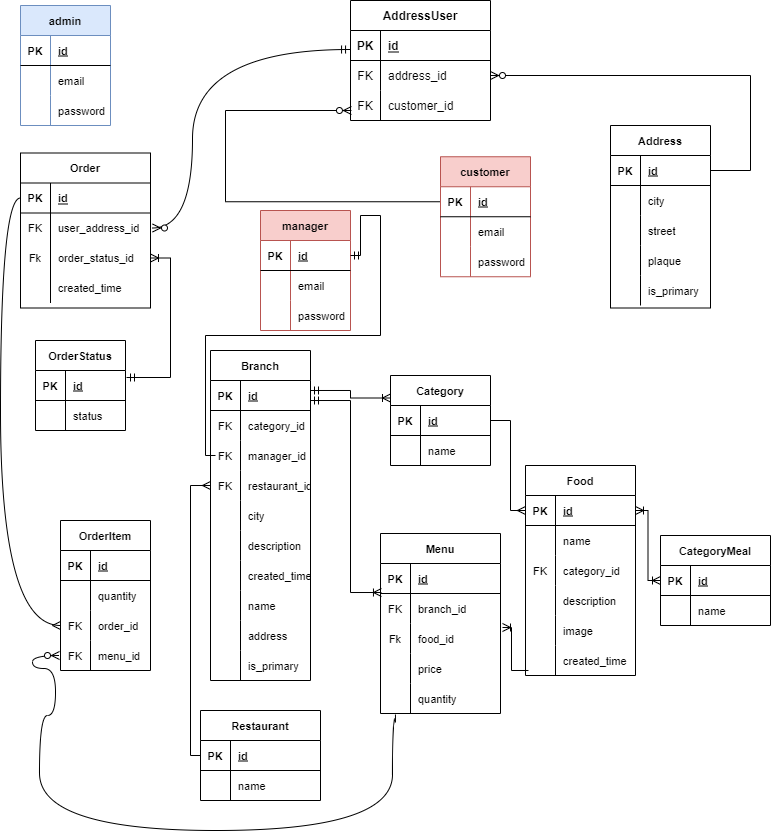 admin
PK id
email
password
AddressUser
PK id
FK address_id
FK customer_id
Address
PK id
city
street
plaque
is_primary
Order
PK id
FK user_address_id
Fk order_status_id
created_time
customer
PK id
email
password
manager
PK id
email
password
OrderStatus
PK id
status
Branch
PK id
FK category_id
FK manager_id
FK restaurant_id
city
description
created_time
name
address
is_primary
Category
PK id
name
Food
PK id
name
FK category_id
description
image
created_time
CategoryMeal
PK id
name
OrderItem
PK id
quantity
FK order_id
FK menu_id
Menu
PK id
FK branch_id
Fk food_id
price
quantity
Restaurant
PK id
name